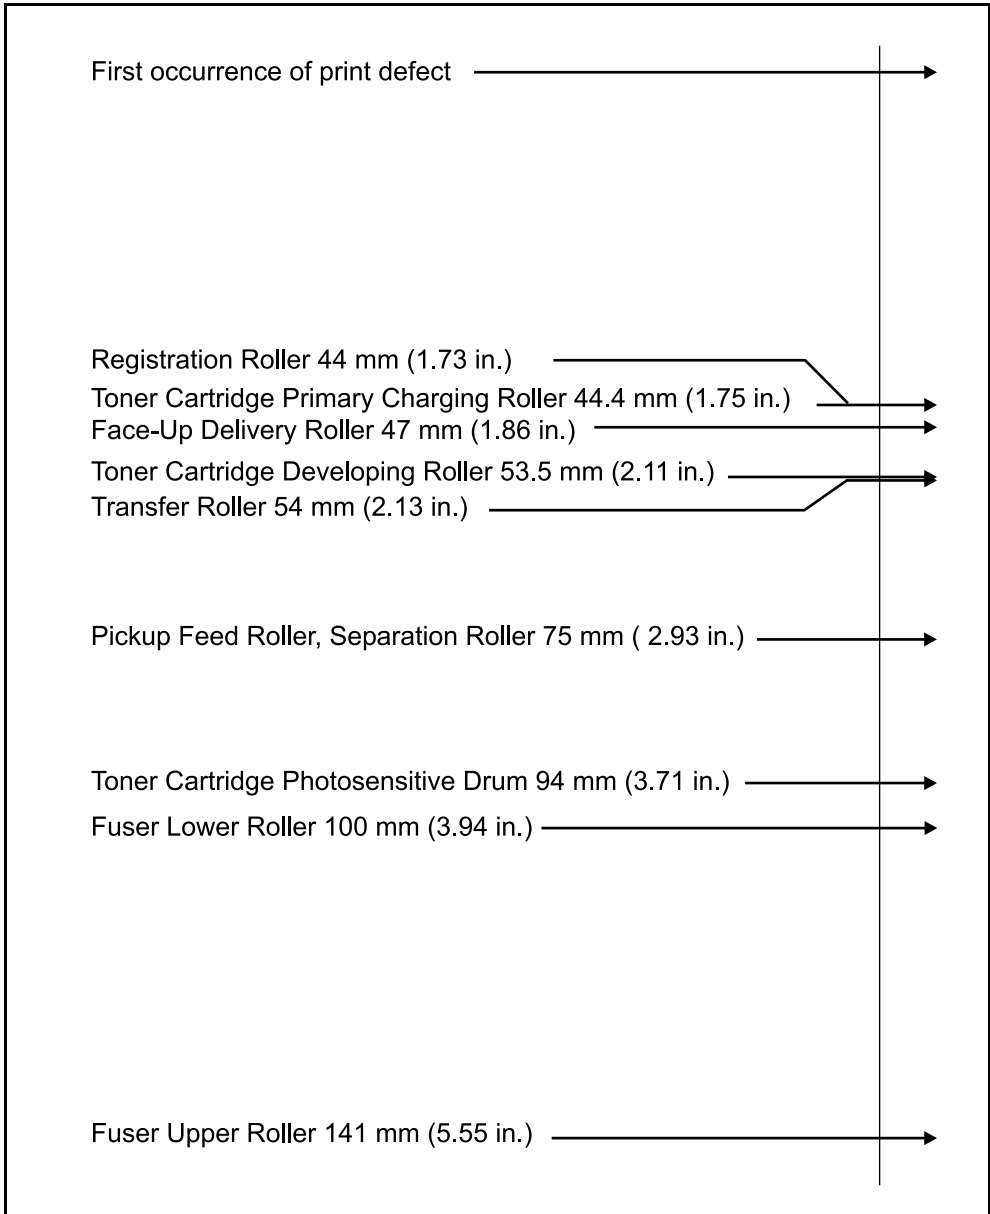 First occurrence of print defect
Registration Roller 44 mm (1.73 in.)
Toner Cartridge Primary Charging Roller 44.4 mm (1.75 in.)
Face-Up Delivery Roller 47 mm (1.86 in.)
Toner Cartridge Developing Roller 53.5 mm (2.11 in.)
Transfer Roller 54 mm (2.13 in.)
Pickup Feed Roller, Separation Roller 75 mm ( 2.93 in.)
Toner Cartridge Photosensitive Drum 94 mm (3.71 in.)
Fuser Lower Roller 100 mm (3.94 in.)
Fuser Upper Roller 141 mm (5.55 in.)